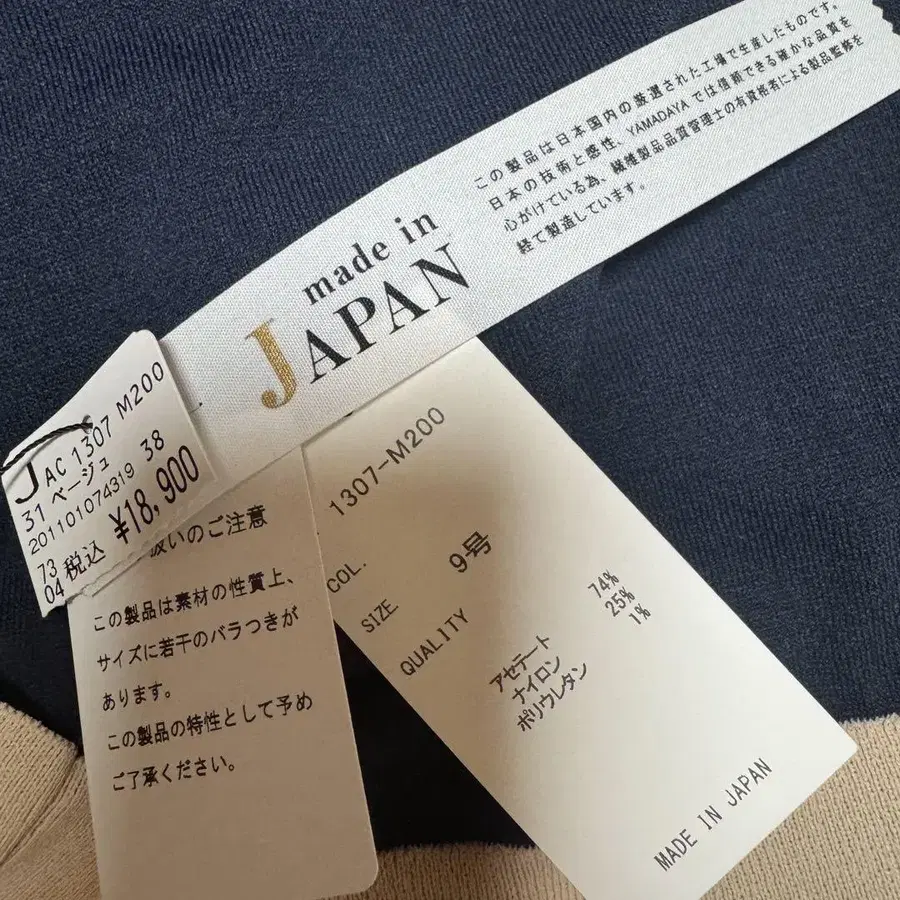 この製品は日本国内の厳選された工場で生産したものです。
日本の技術と感性、YAMADAYAでは信頼できる確かな品質を
心がけている為、繊維製品品質管理士の有資格者による製品監修を
経て製造しています。
made in
JAPAN
J AC 1307 M200
31 ベージュ 38
201101074319
73
04
税込 ¥18,900
扱いのご注意
この製品は素材の性質上、
サイズに若干のバラつきが
あります。
この製品の特性として予め
ご了承ください。
1307-M200
COL.
SIZE 9号
QUALITY
アセテート 74%
ナイロン 25%
ポリウレタン 1%
MADE IN JAPAN